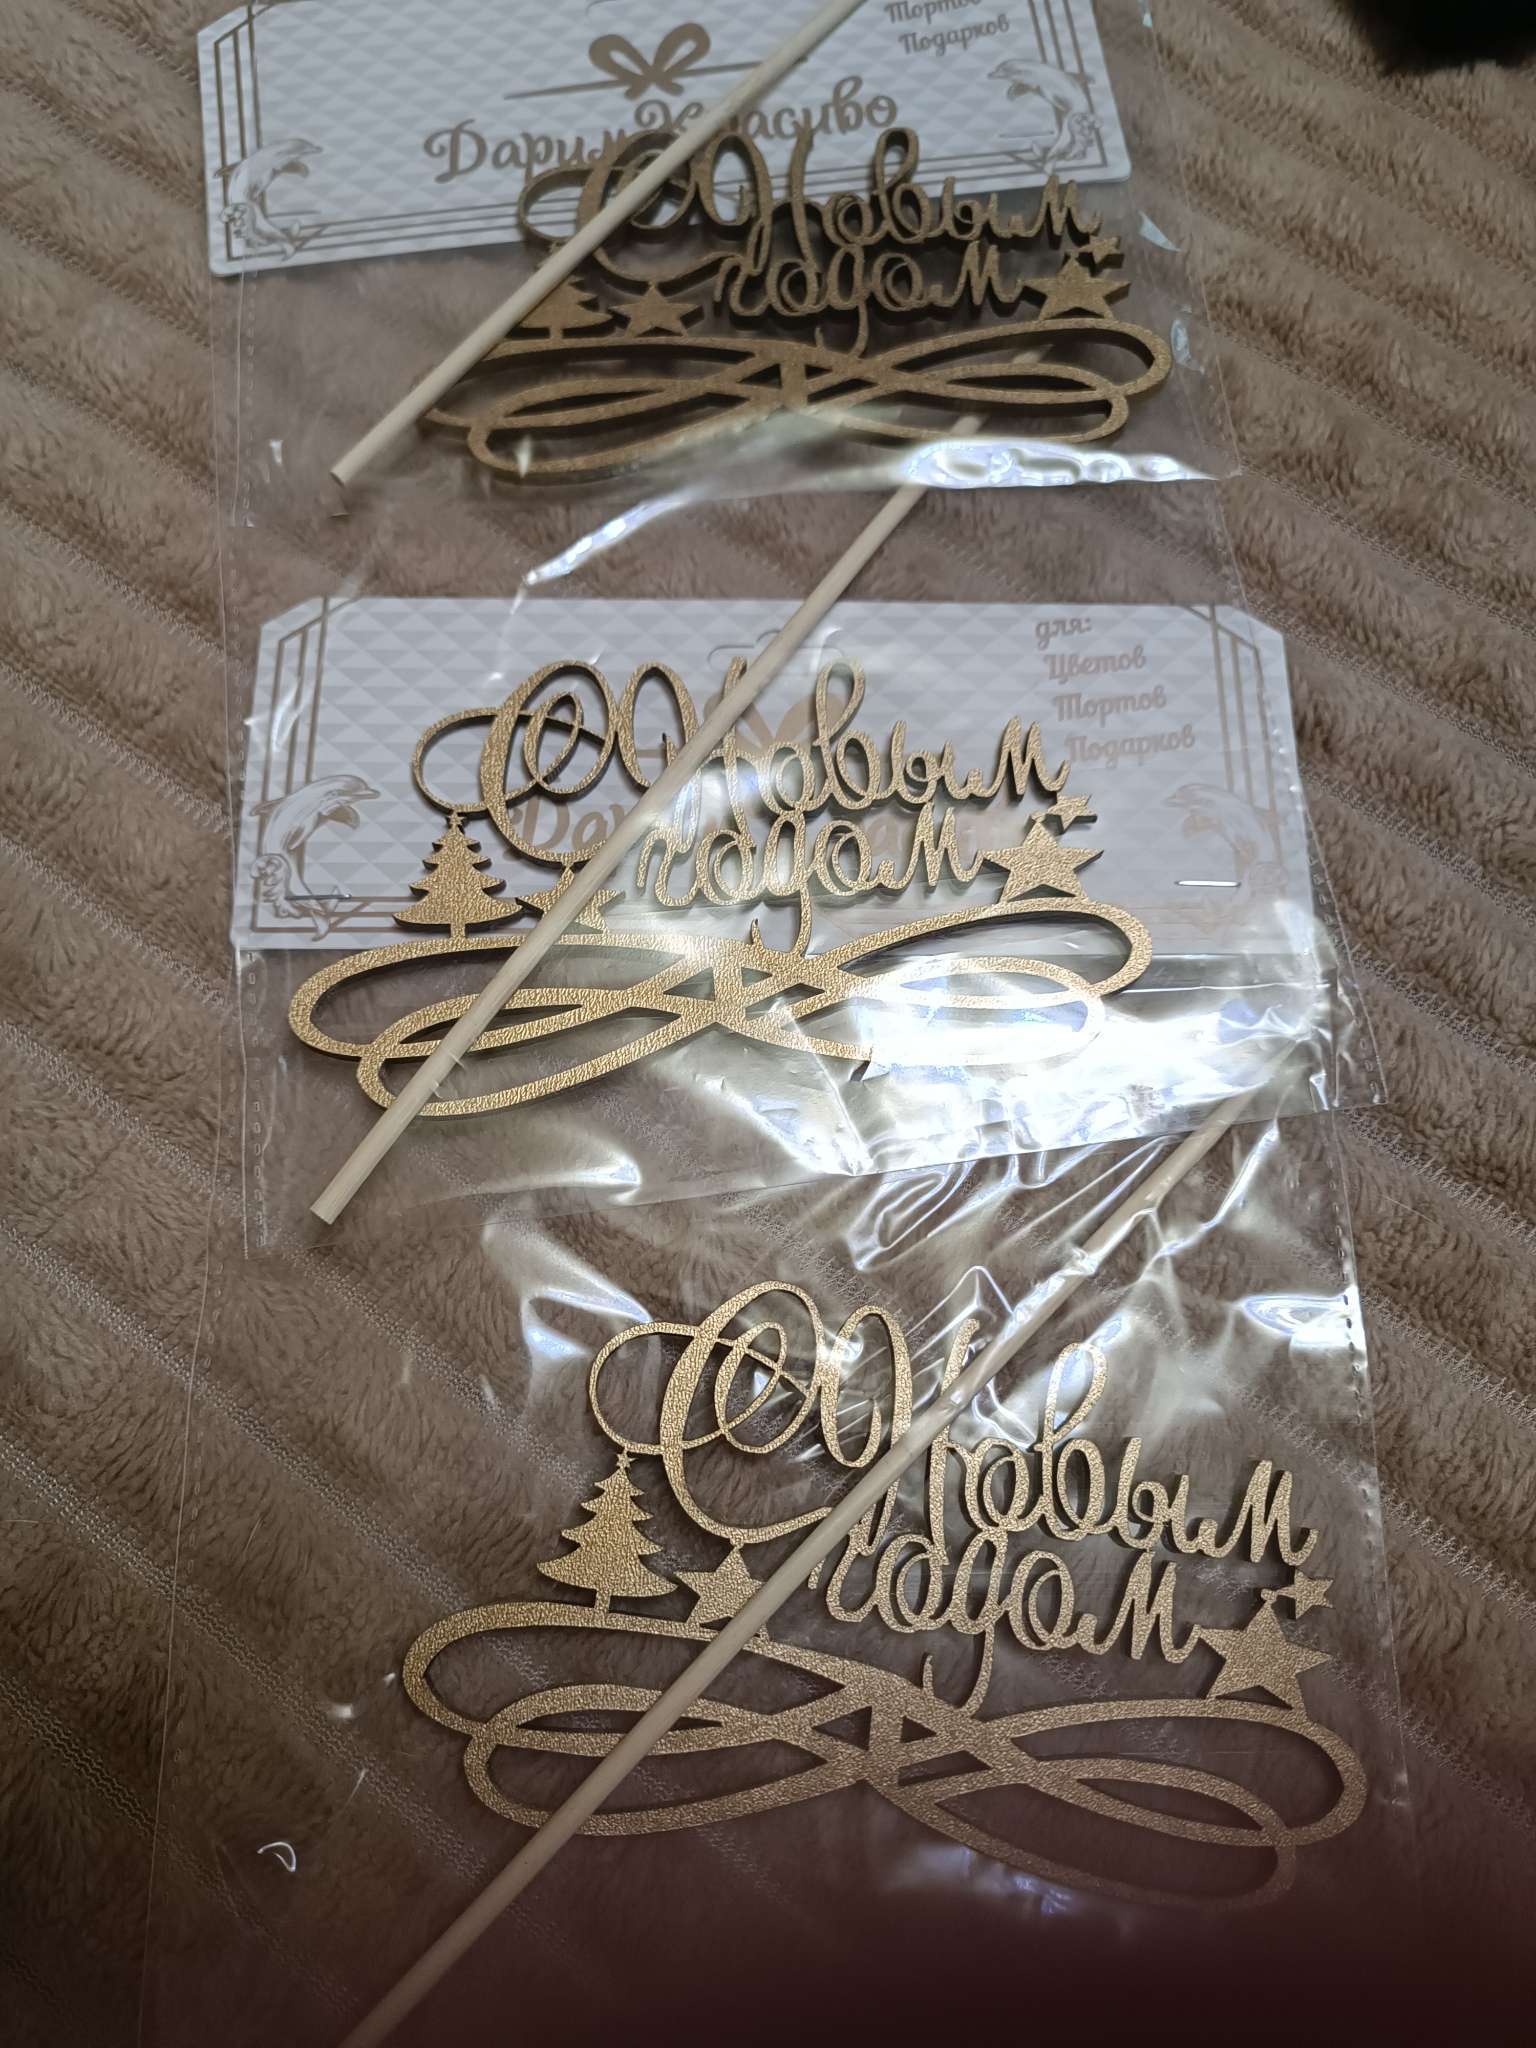 Тортов
Подарков
Дарим Красиво
С Новым
годом
для:
Цветов
Тортов
Подарков
С Новым
годом
С Новым
годом